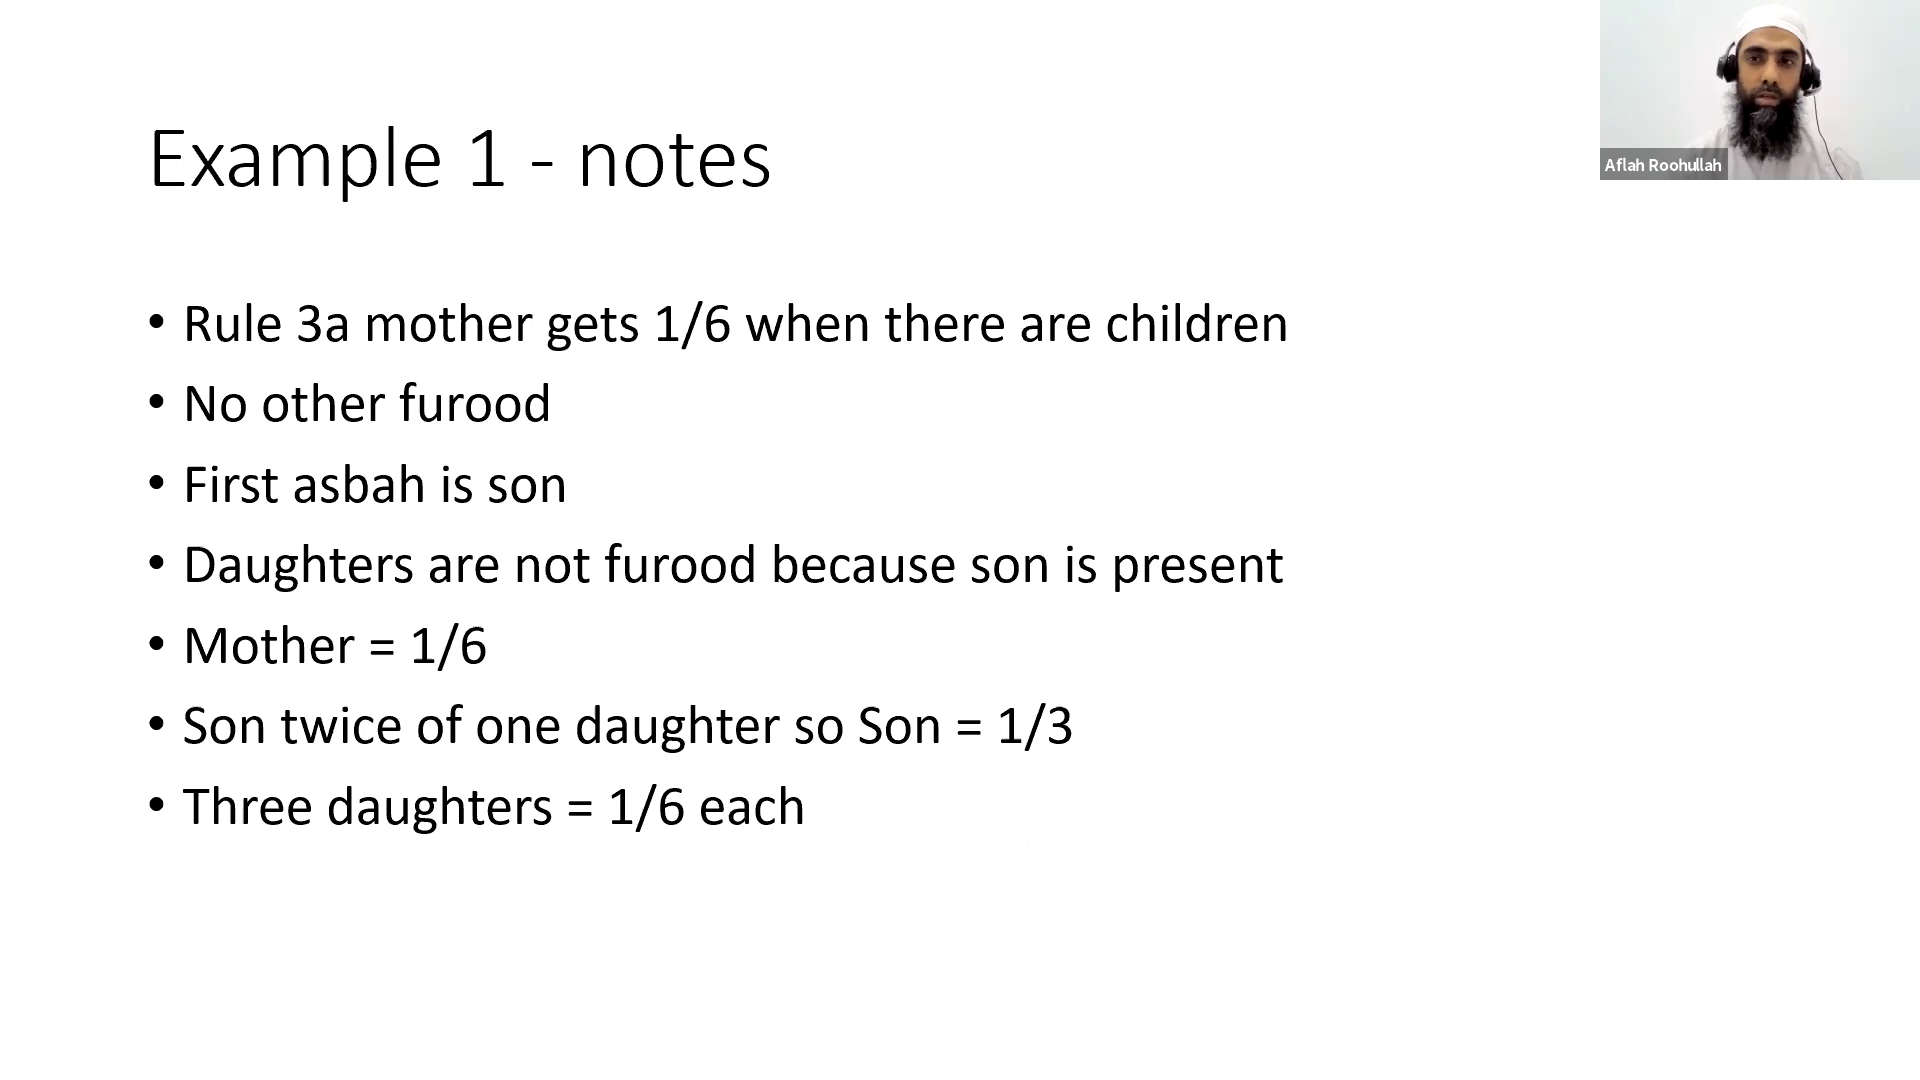 Aflah Roohullah
Example 1 - notes
• Rule 3a mother gets 1/6 when there are children
• No other furood
• First asbah is son
• Daughters are not furood because son is present
• Mother = 1/6
• Son twice of one daughter so Son = 1/3
• Three daughters = 1/6 each